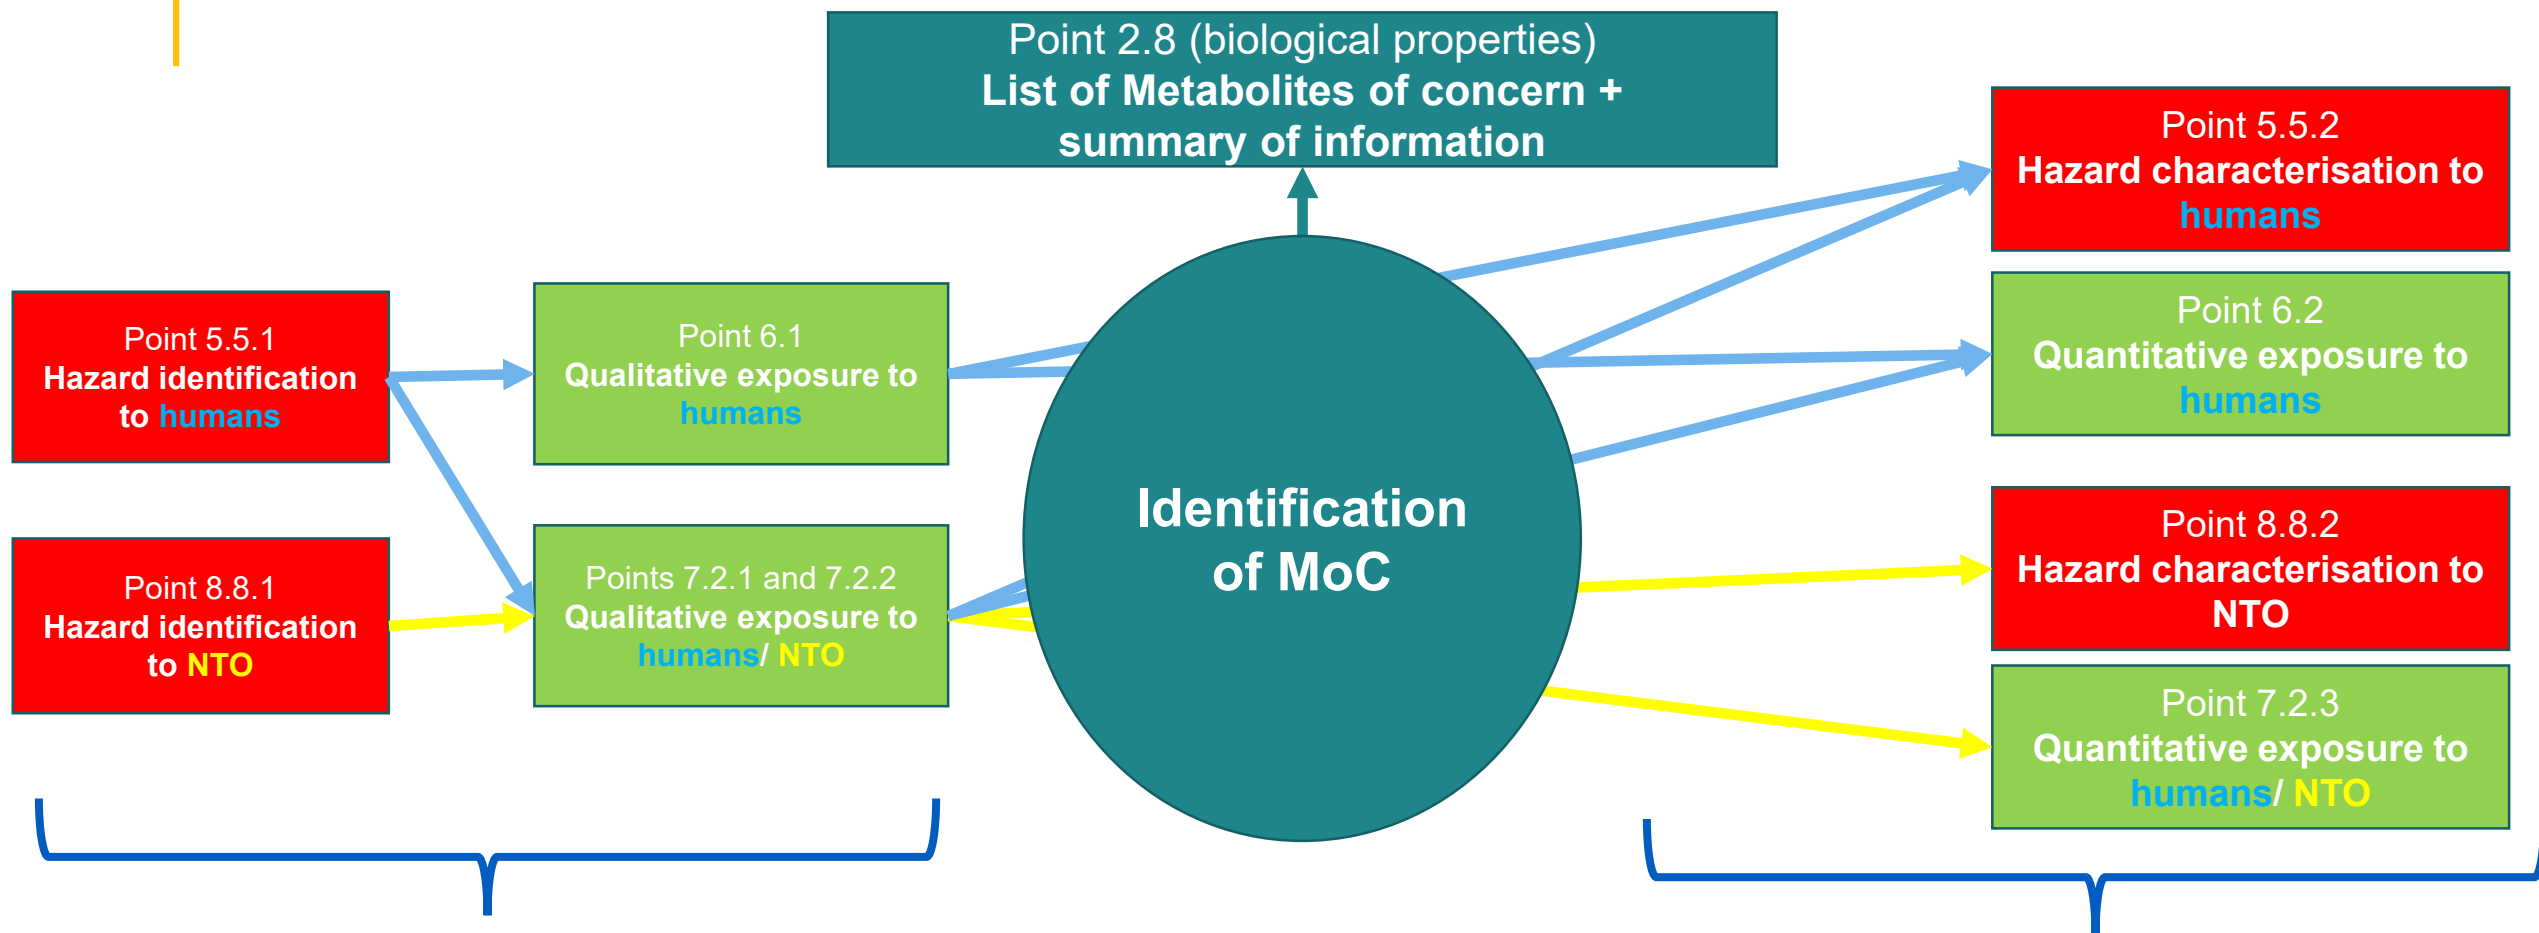 Point 2.8 (biological properties)
List of Metabolites of concern +
summary of information
Point 5.5.1
Hazard identification
to humans
Point 8.8.1
Hazard identification
to NTO
Point 6.1
Qualitative exposure to
humans
Points 7.2.1 and 7.2.2
Qualitative exposure to
humans/ NTO
Identification
of MoC
Point 5.5.2
Hazard characterisation to
humans
Point 6.2
Quantitative exposure to
humans
Point 8.8.2
Hazard characterisation to
NTO
Point 7.2.3
Quantitative exposure to
humans/ NTO